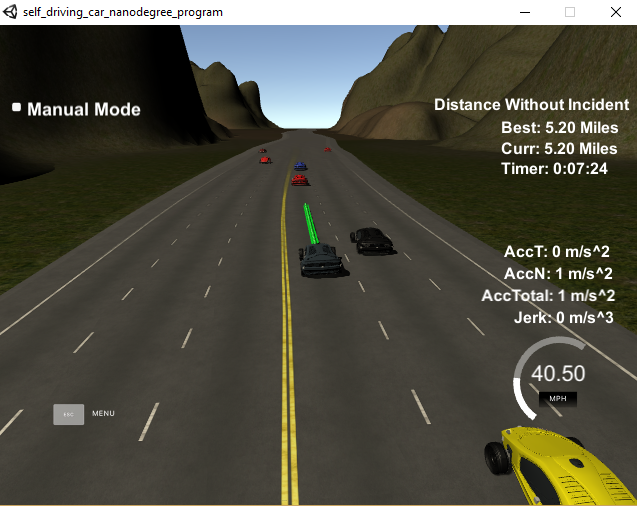 self_driving_car_nanodegree_program
Manual Mode
Distance Without Incident
Best: 5.20 Miles
Curr: 5.20 Miles
Timer: 0:07:24
AccT: 0 m/s^2
AccN: 1 m/s^2
AccTotal: 1 m/s^2
Jerk: 0 m/s^3
40.50
MPH
ESC MENU